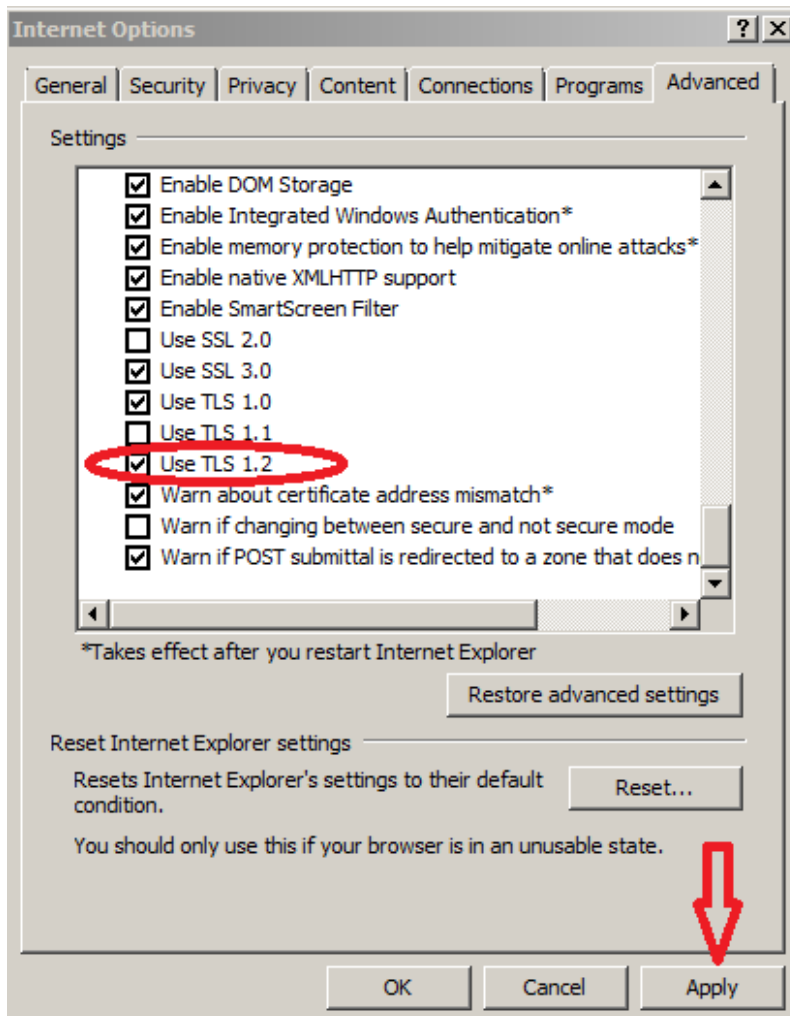 Internet Options
General Security Privacy Content Connections Programs Advanced
Settings
Enable DOM Storage
Enable Integrated Windows Authentication*
Enable memory protection to help mitigate online attacks*
Enable native XMLHTTP support
Enable SmartScreen Filter
Use SSL 2.0
Use SSL 3.0
Use TLS 1.0
Use TLS 1.1
Use TLS 1.2
Warn about certificate address mismatch*
Warn if changing between secure and not secure mode
Warn if POST submittal is redirected to a zone that does n
*Takes effect after you restart Internet Explorer
Restore advanced settings
Reset Internet Explorer settings
Resets Internet Explorer's settings to their default
condition.
Reset...
You should only use this if your browser is in an unusable state.
OK Cancel Apply